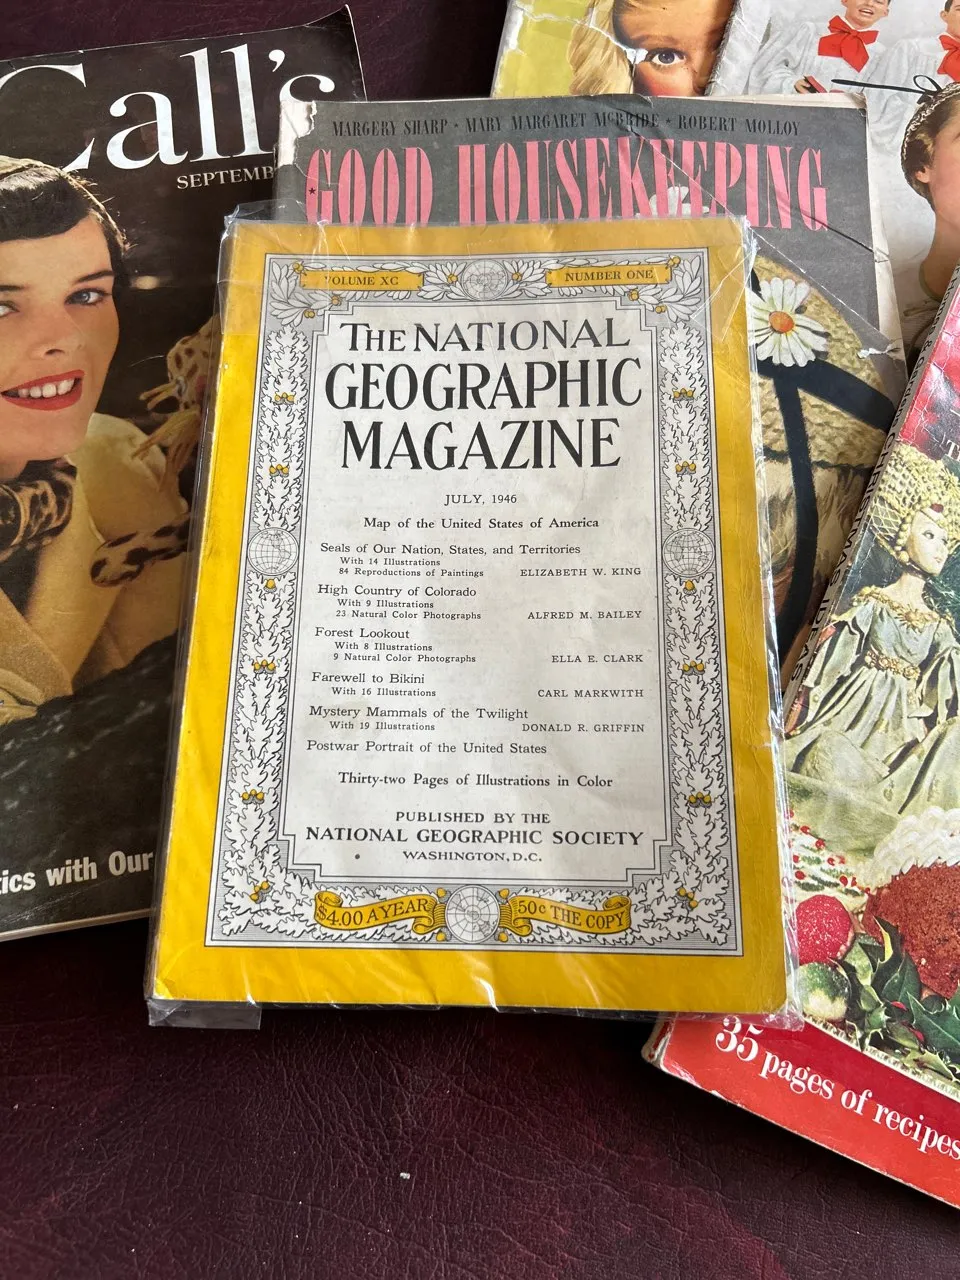 Call's
SEPTEMB
tics with Our
MARGERY SHARP · MARY MARGARET McBRIDE · ROBERT MOLLOY
GOOD HOUSEKEEPING
VOLUME XC
NUMBER ONE
THE NATIONAL
GEOGRAPHIC
MAGAZINE
JULY, 1946
Map of the United States of America
Seals of Our Nation, States, and Territories
With 14 Illustrations
84 Reproductions of Paintings ELIZABETH W. KING
High Country of Colorado
With 9 Illustrations
23 Natural Color Photographs ALFRED M. BAILEY
Forest Lookout
With 8 Illustrations
9 Natural Color Photographs ELLA E. CLARK
Farewell to Bikini
With 16 Illustrations CARL MARKWITH
Mystery Mammals of the Twilight
With 19 Illustrations DONALD R. GRIFFIN
Postwar Portrait of the United States
Thirty-two Pages of Illustrations in Color
PUBLISHED BY THE
NATIONAL GEOGRAPHIC SOCIETY
WASHINGTON, D.C.
$4.00 A YEAR
50c THE COPY
CHRISTMAS IDEAS
35 pages of recipes